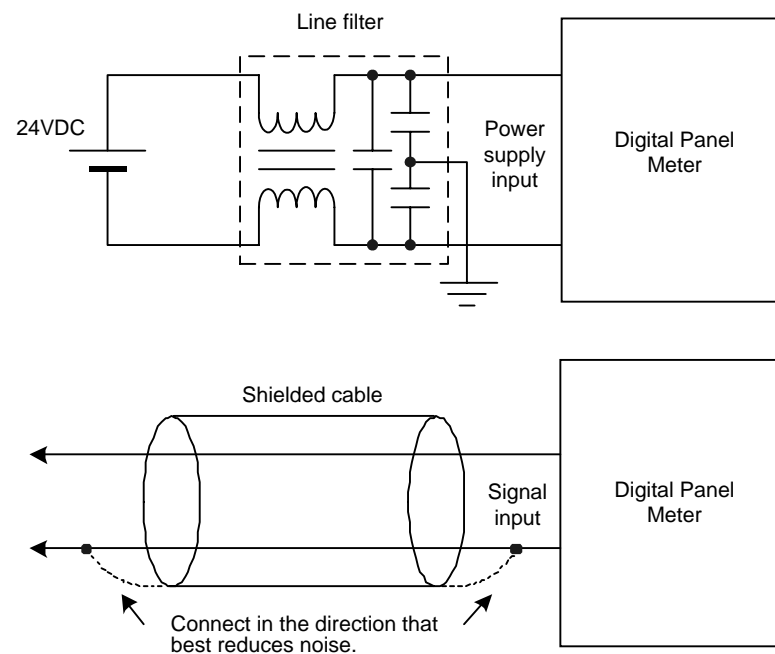 Line filter
24VDC
Power
supply
input
Digital Panel
Meter
Shielded cable
Signal
input
Digital Panel
Meter
Connect in the direction that
best reduces noise.